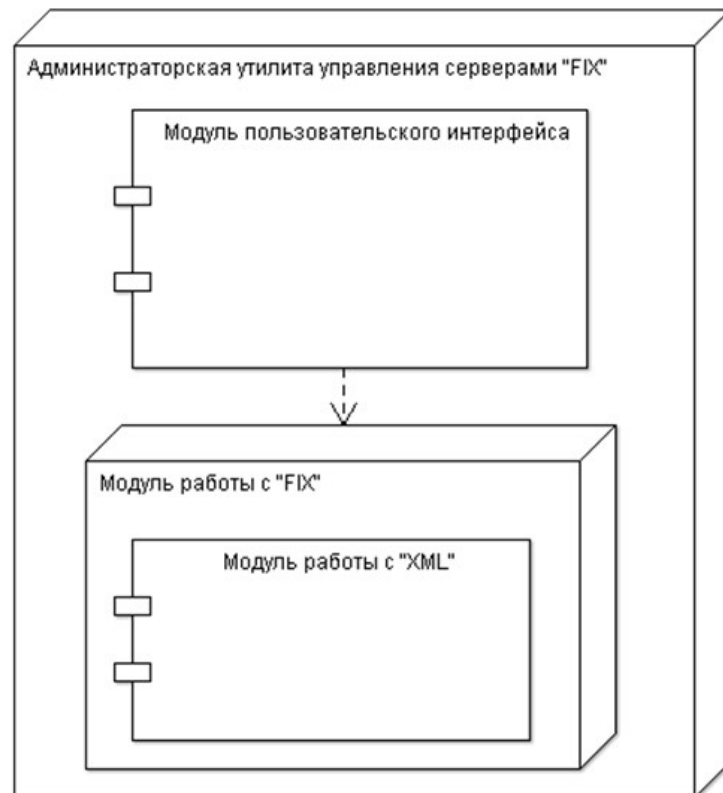 Администраторская утилита управления серверами "FIX"
Модуль пользовательского интерфейса
Модуль работы с "FIX"
Модуль работы с "XML"